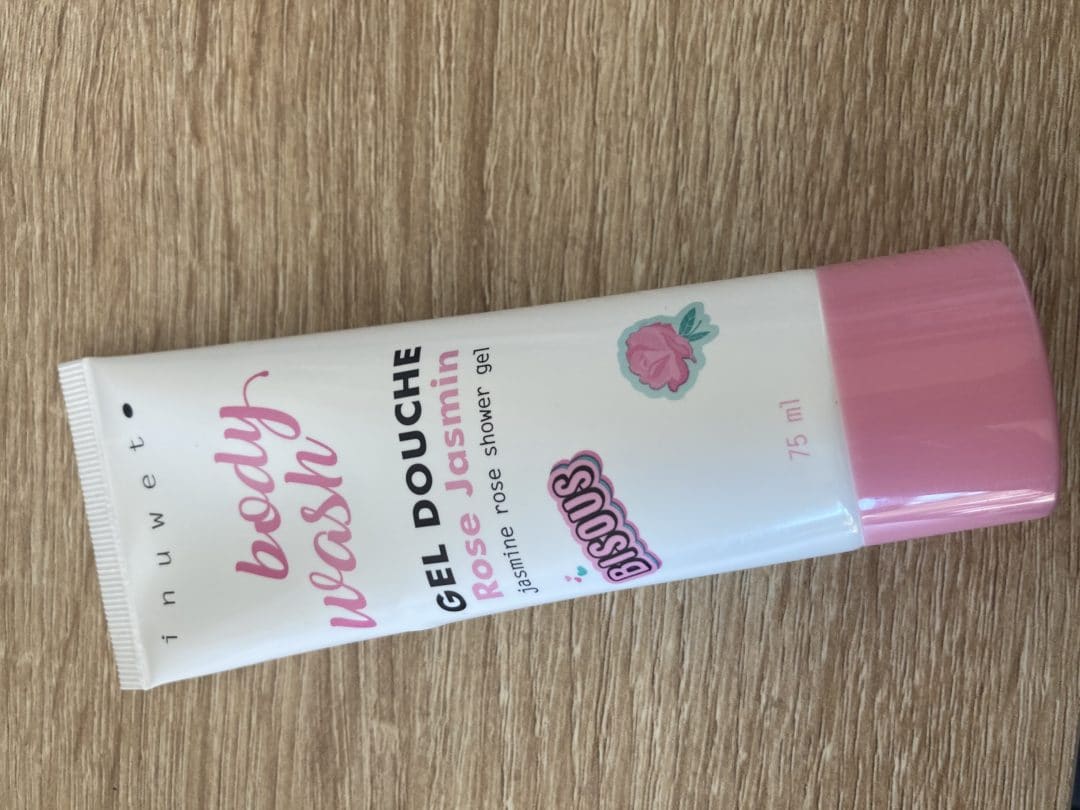 inuwet
body
wash
GEL DOUCHE
Rose Jasmin
jasmine rose shower gel
BISOUS
75 ml